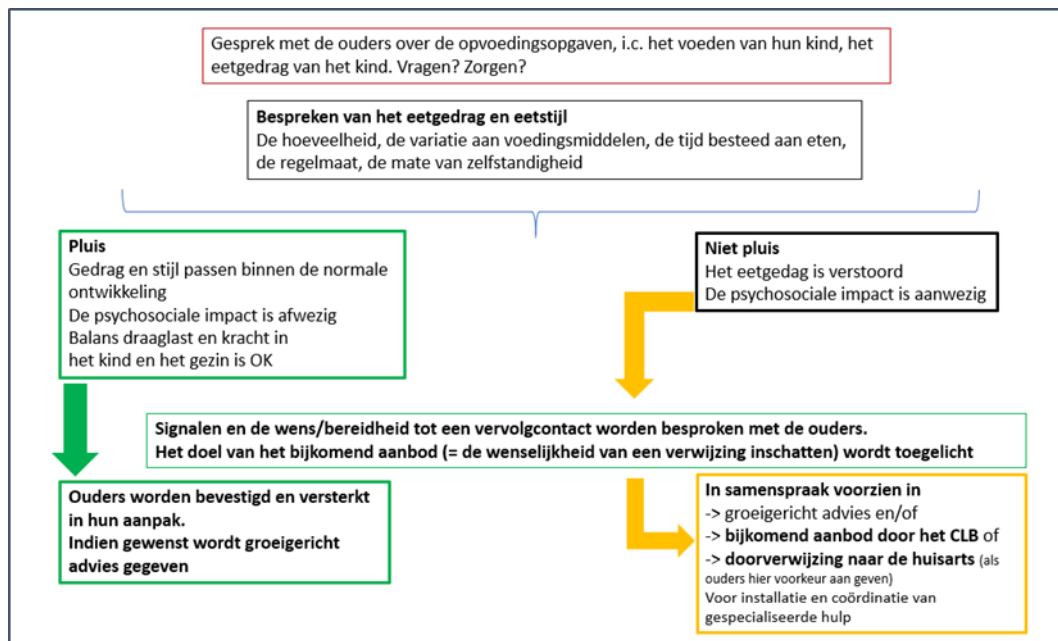 Gesprek met de ouders over de opvoedingsopgaven, i.c. het voeden van hun kind, het
eetgedrag van het kind. Vragen? Zorgen?
Bespreken van het eetgedrag en eetstijl
De hoeveelheid, de variatie aan voedingsmiddelen, de tijd besteed aan eten,
de regelmaat, de mate van zelfstandigheid
Pluis
Gedrag en stijl passen binnen de normale
ontwikkeling
De psychosociale impact is afwezig
Balans draaglast en kracht in
het kind en het gezin is OK
Niet pluis
Het eetgedag is verstoord
De psychosociale impact is aanwezig
Signalen en de wens/bereidheid tot een vervolgcontact worden besproken met de ouders.
Het doel van het bijkomend aanbod (= de wenselijkheid van een verwijzing inschatten) wordt toegelicht
Ouders worden bevestigd en versterkt
in hun aanpak.
Indien gewenst wordt groeigericht
advies gegeven
In samenspraak voorzien in
-> groeigericht advies en/of
-> bijkomend aanbod door het CLB of
-> doorverwijzing naar de huisarts (als
ouders hier voorkeur aan geven)
Voor installatie en coördinatie van
gespecialiseerde hulp